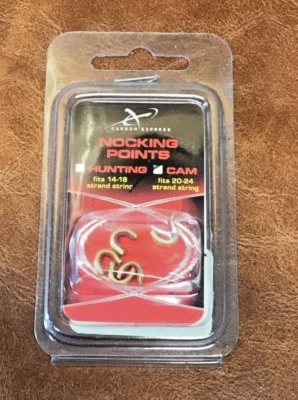 CARBON EXPRESS
NOCKING
POINTS
HUNTING CAM
fits 14-18 fits 20-24
strand string strand string